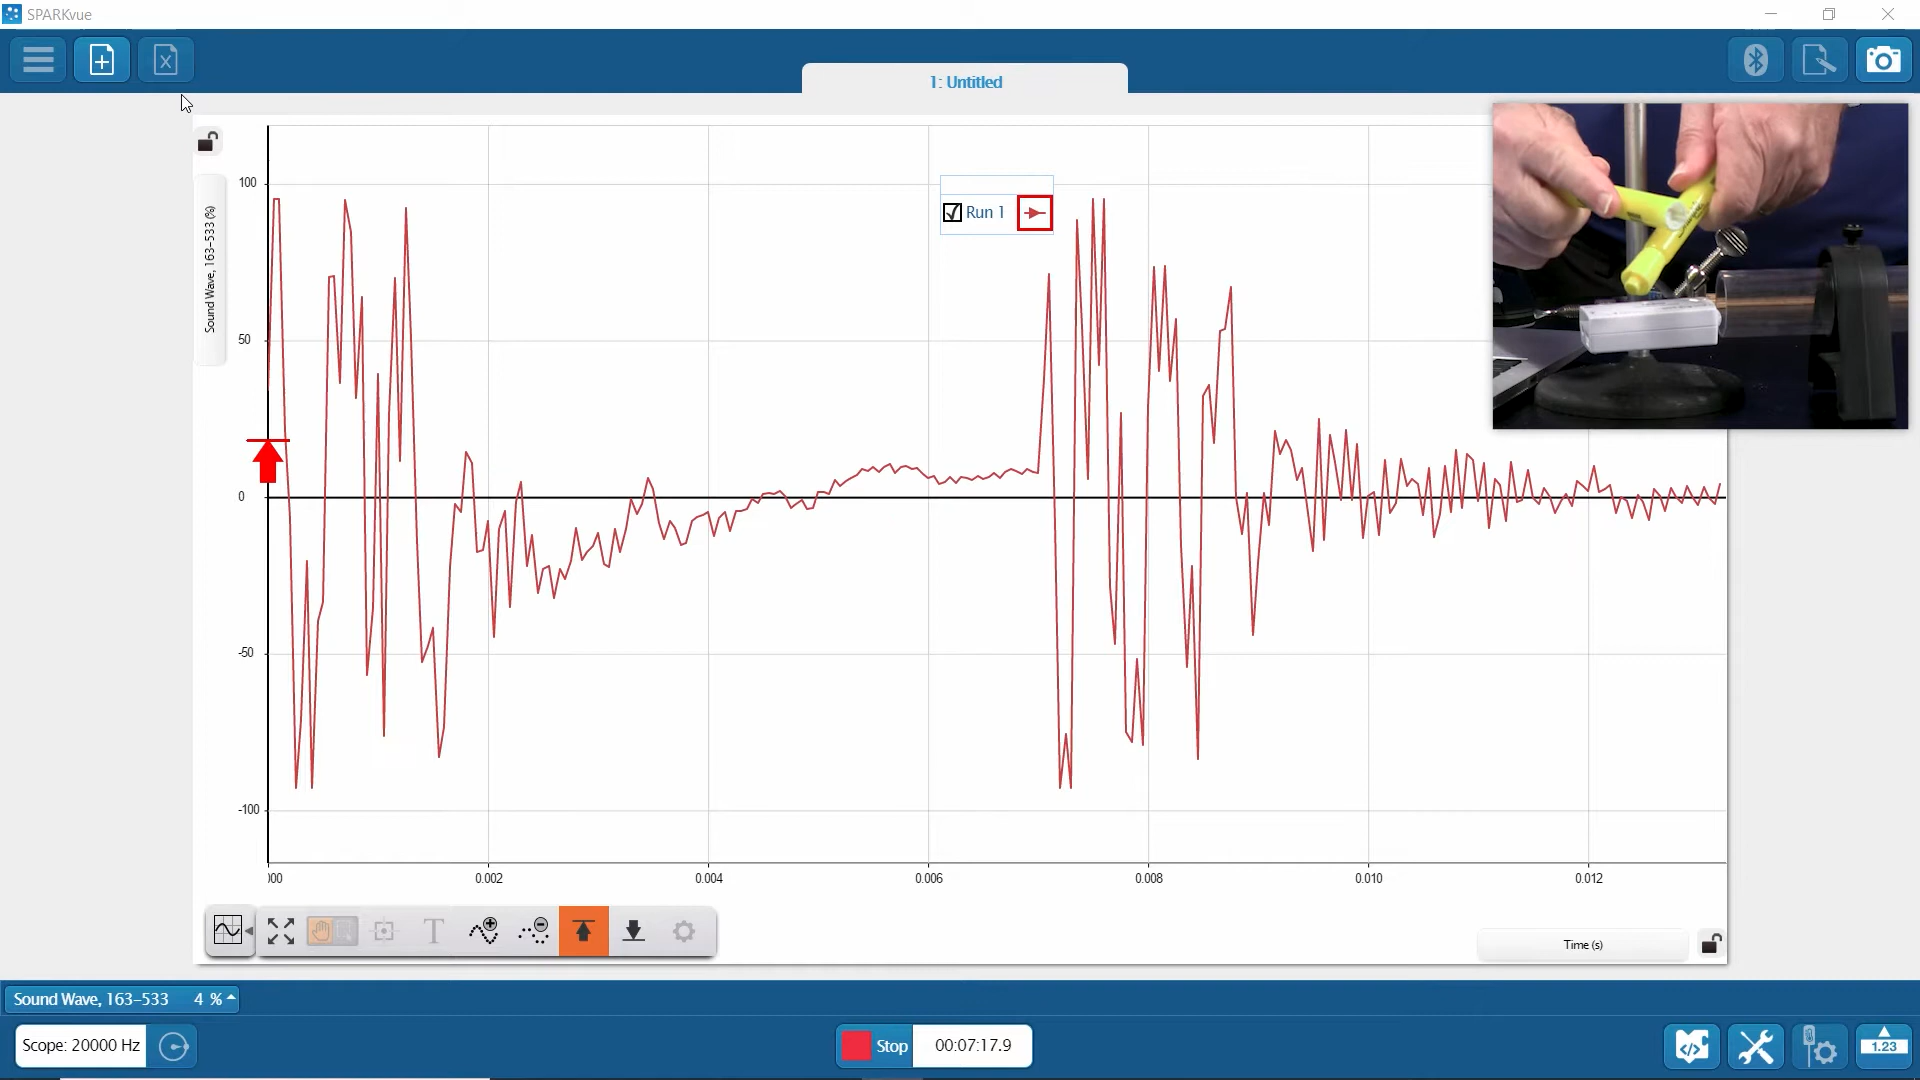 SPARKvue
1: Untitled
Sound Wave, 163-533 (%)
100
50
0
-50
-100
Run 1
000
0.002
0.004
0.006
0.008
0.010
0.012
T
Time (s)
Sound Wave, 163-533 4 %
Scope: 20000 Hz
Stop
00:07:17.9
1.23